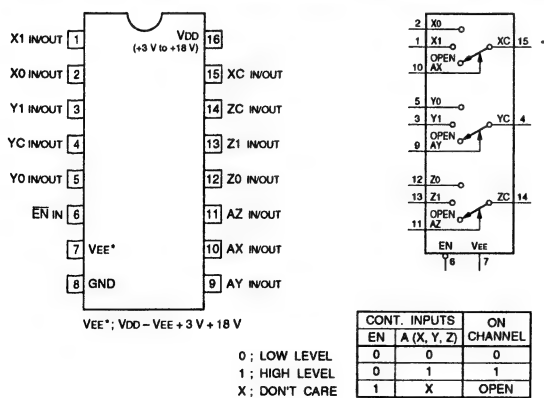 X1 IN/OUT 1
X0 IN/OUT 2
Y1 IN/OUT 3
YC IN/OUT 4
Y0 IN/OUT 5
EN IN 6
7 VEE*
8 GND
VDD 16
(+3 V to +18 V)
15 XC IN/OUT
14 ZC IN/OUT
13 Z1 IN/OUT
12 Z0 IN/OUT
11 AZ IN/OUT
10 AX IN/OUT
9 AY IN/OUT
VEE*; VDD – VEE + 3 V + 18 V
2 X0
1 X1 XC 15
OPEN
10 AX
5 Y0
3 Y1 YC 4
OPEN
9 AY
12 Z0
13 Z1 ZC 14
OPEN
11 AZ
EN VEE
6 7
0 ; LOW LEVEL
1 ; HIGH LEVEL
X ; DON'T CARE
CONT. INPUTS ON CHANNEL
EN A (X, Y, Z)
0 0 0
0 1 1
1 X OPEN